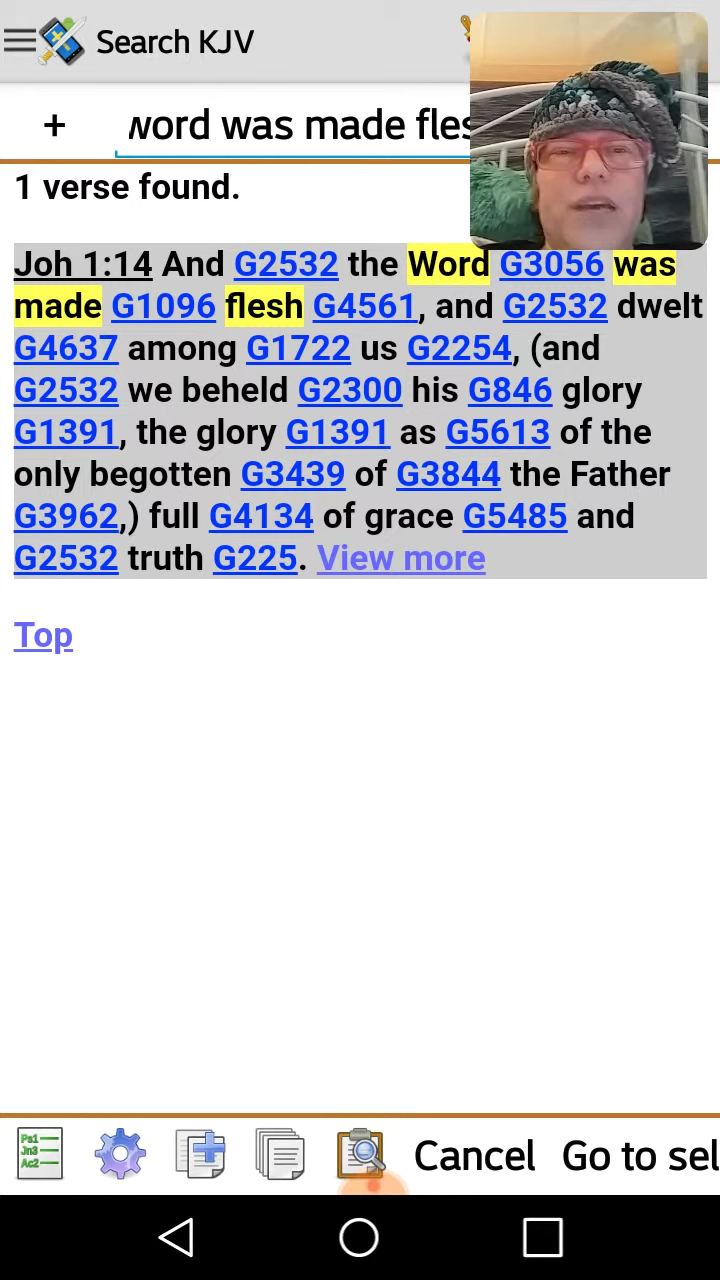 Search KJV
+ word was made fles
1 verse found.
Joh 1:14 And G2532 the Word G3056 was
made G1096 flesh G4561, and G2532 dwelt
G4637 among G1722 us G2254, (and
G2532 we beheld G2300 his G846 glory
G1391, the glory G1391 as G5613 of the
only begotten G3439 of G3844 the Father
G3962,) full G4134 of grace G5485 and
G2532 truth G225. View more
Top
Ps1
Jn3
Ac2
Cancel Go to sel